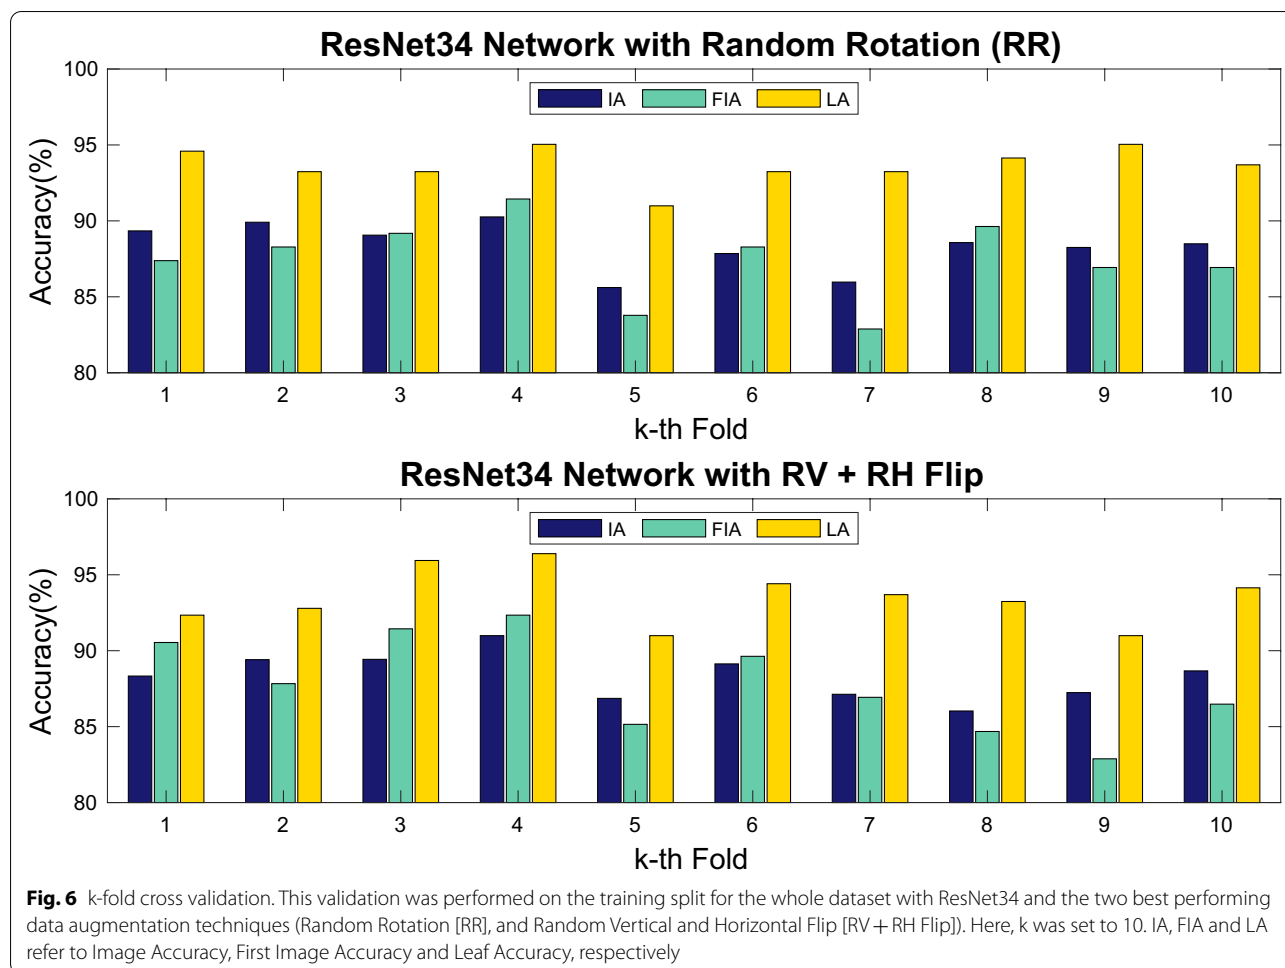 ResNet34 Network with Random Rotation (RR)
100
IA FIA LA
95
90
85
80
Accuracy(%)
1 2 3 4 5 6 7 8 9 10
k-th Fold
ResNet34 Network with RV + RH Flip
100
IA FIA LA
95
90
85
80
Accuracy(%)
1 2 3 4 5 6 7 8 9 10
k-th Fold
Fig. 6 k-fold cross validation. This validation was performed on the training split for the whole dataset with ResNet34 and the two best performing
data augmentation techniques (Random Rotation [RR], and Random Vertical and Horizontal Flip [RV + RH Flip]). Here, k was set to 10. IA, FIA and LA
refer to Image Accuracy, First Image Accuracy and Leaf Accuracy, respectively